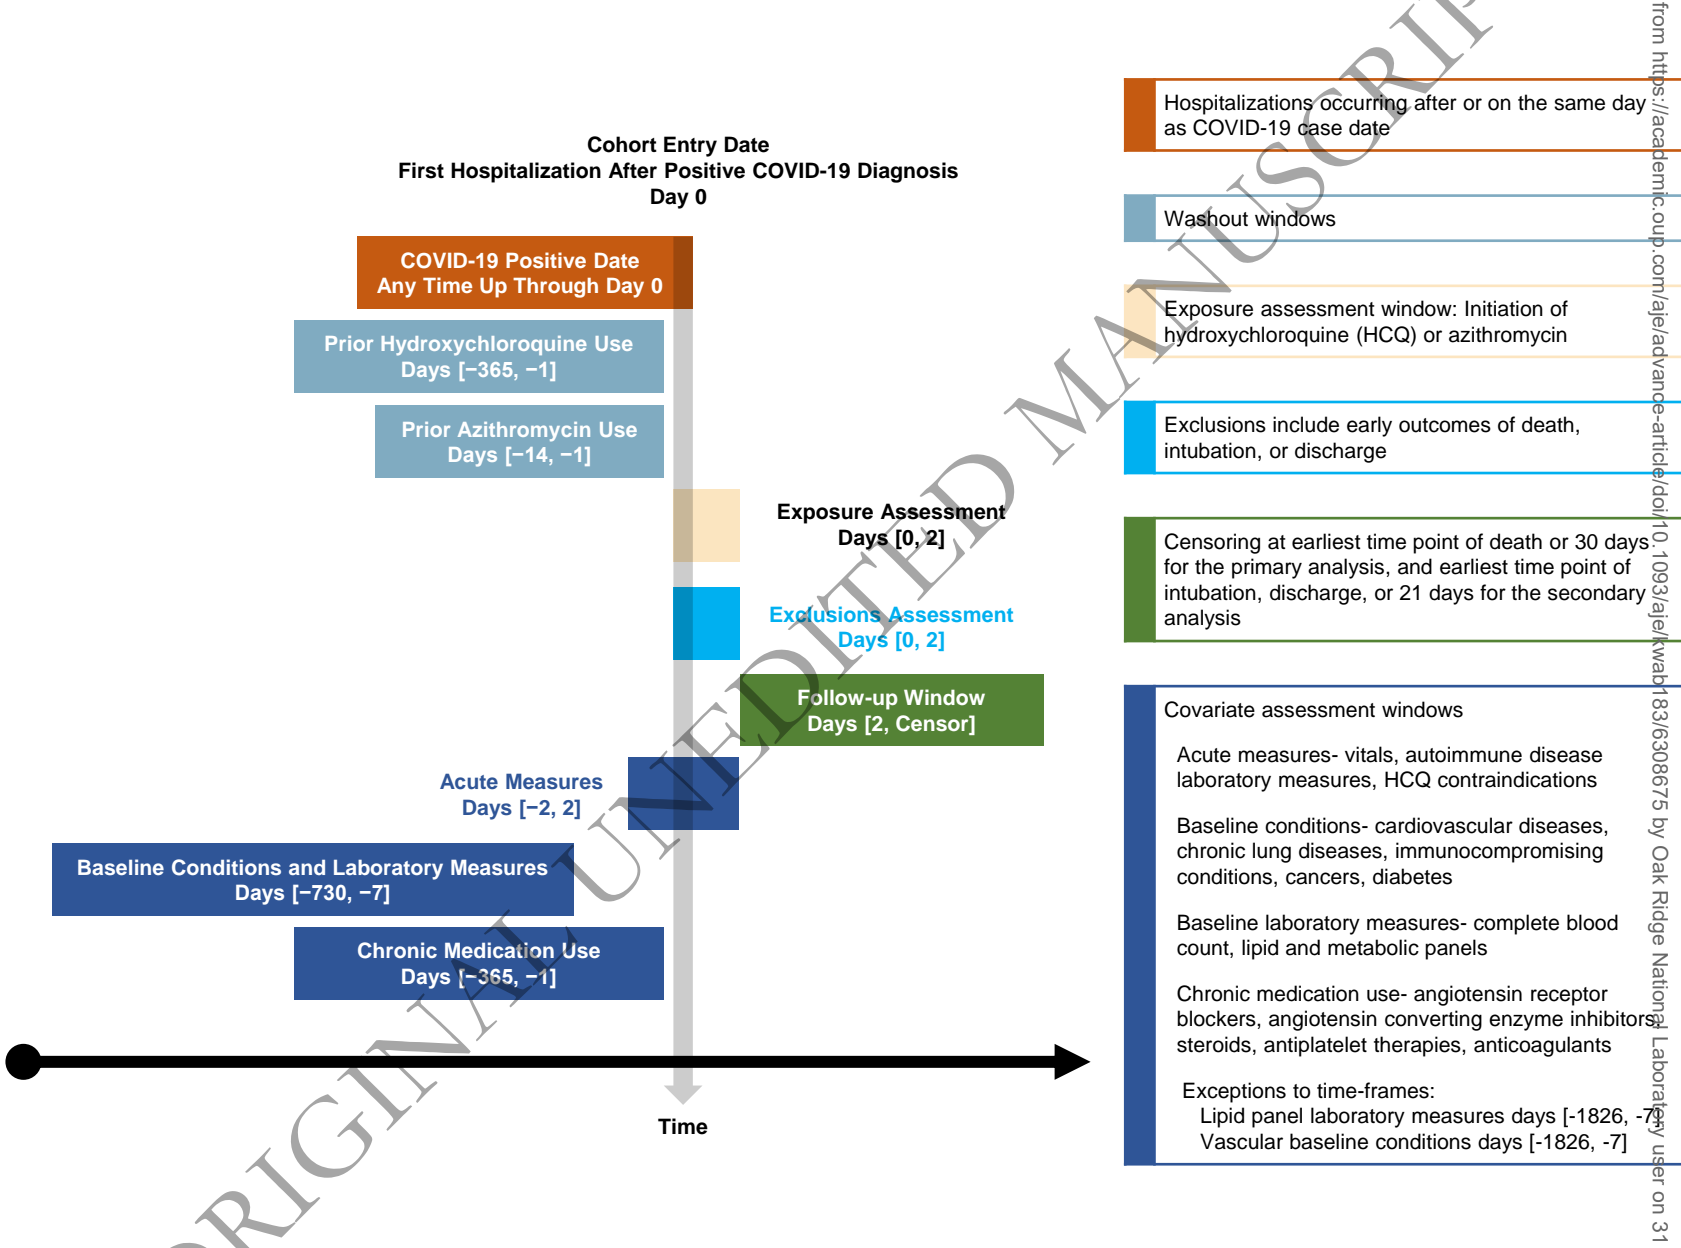 Cohort Entry Date
First Hospitalization After Positive COVID-19 Diagnosis
Day 0
COVID-19 Positive Date
Any Time Up Through Day 0
Prior Hydroxychloroquine Use
Days [−365, −1]
Prior Azithromycin Use
Days [−14, −1]
Exposure Assessment
Days [0, 2]
Exclusions Assessment
Days [0, 2]
Follow-up Window
Days [2, Censor]
Acute Measures
Days [−2, 2]
Baseline Conditions and Laboratory Measures
Days [−730, −7]
Chronic Medication Use
Days [−365, −1]
Time
Hospitalizations occurring after or on the same day
as COVID-19 case date
Washout windows
Exposure assessment window: Initiation of
hydroxychloroquine (HCQ) or azithromycin
Exclusions include early outcomes of death,
intubation, or discharge
Censoring at earliest time point of death or 30 days
for the primary analysis, and earliest time point of
intubation, discharge, or 21 days for the secondary
analysis
Covariate assessment windows
Acute measures- vitals, autoimmune disease
laboratory measures, HCQ contraindications
Baseline conditions- cardiovascular diseases,
chronic lung diseases, immunocompromising
conditions, cancers, diabetes
Baseline laboratory measures- complete blood
count, lipid and metabolic panels
Chronic medication use- angiotensin receptor
blockers, angiotensin converting enzyme inhibitors,
steroids, antiplatelet therapies, anticoagulants
Exceptions to time-frames:
Lipid panel laboratory measures days [-1826, -7]
Vascular baseline conditions days [-1826, -7]
ORIGINAL UNEDITED MANUSCRIP
from https://academic.oup.com/aje/advance-article/doi/10.1093/aje/kwab183/6308675 by Oak Ridge National Laboratory user on 31